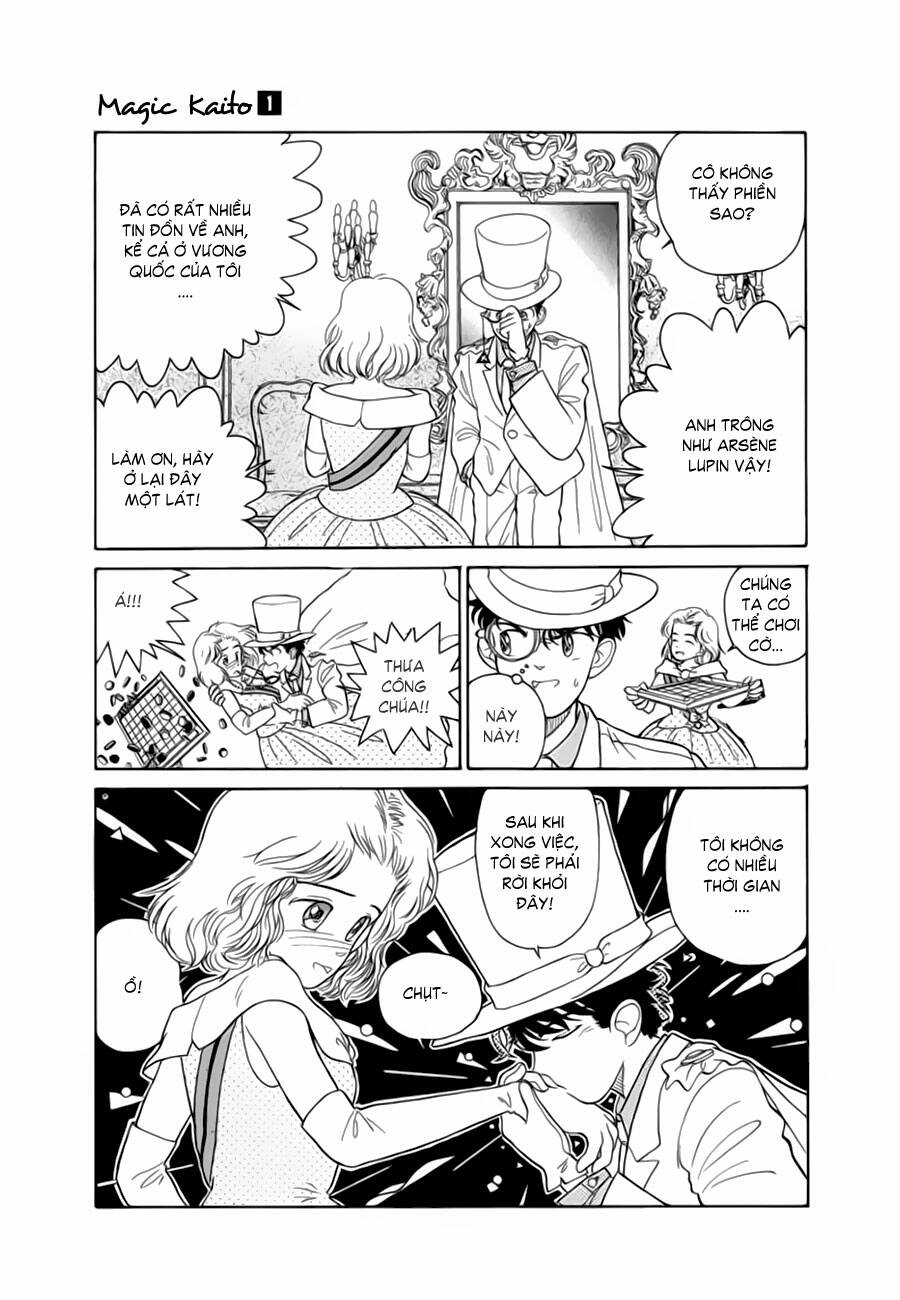 Magic Kaito 1
CÔ KHÔNG
THẤY PHIỀN
SAO?
ĐÃ CÓ RẤT NHIỀU
TIN ĐỒN VỀ ANH,
KỂ CẢ Ở VƯƠNG
QUỐC CỦA TÔI
....
ANH TRÔNG
NHƯ ARSÈNE
LUPIN VẬY!
LÀM ƠN, HÃY
Ở LẠI ĐÂY
MỘT LÁT!
CHÚNG
TA CÓ
THỂ CHƠI
CỜ...
NÀY
NÀY!
THƯA
CÔNG
CHÚA!!
Á!!!
TÔI KHÔNG
CÓ NHIỀU
THỜI GIAN
....
SAU KHI
XONG VIỆC,
TÔI SẼ PHẢI
RỜI KHỎI
ĐÂY!
CHỤT~
Ồ!